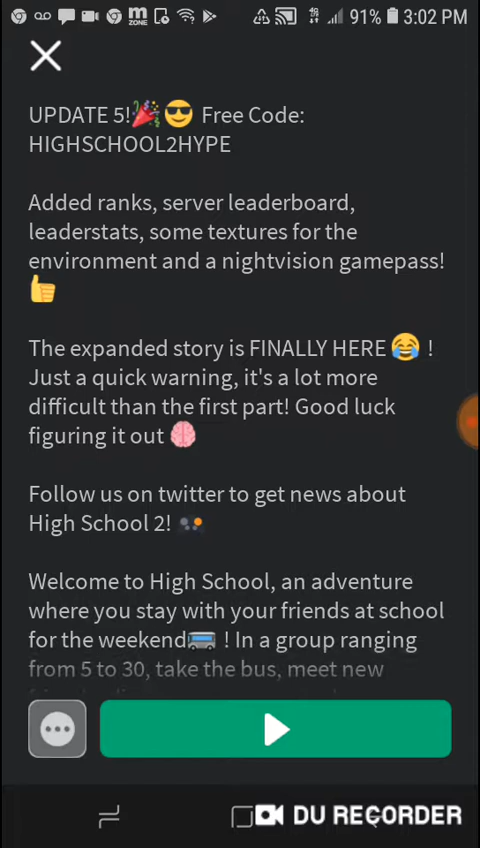 m
ZONE
4G
91% 3:02 PM
UPDATE 5!🎉😎 Free Code:
HIGHSCHOOL2HYPE
Added ranks, server leaderboard,
leaderstats, some textures for the
environment and a nightvision gamepass!
👍
The expanded story is FINALLY HERE 😂 !
Just a quick warning, it's a lot more
difficult than the first part! Good luck
figuring it out 🧠
Follow us on twitter to get news about
High School 2!
Welcome to High School, an adventure
where you stay with your friends at school
for the weekend🚌 ! In a group ranging
from 5 to 30, take the bus, meet new
DU RECORDER